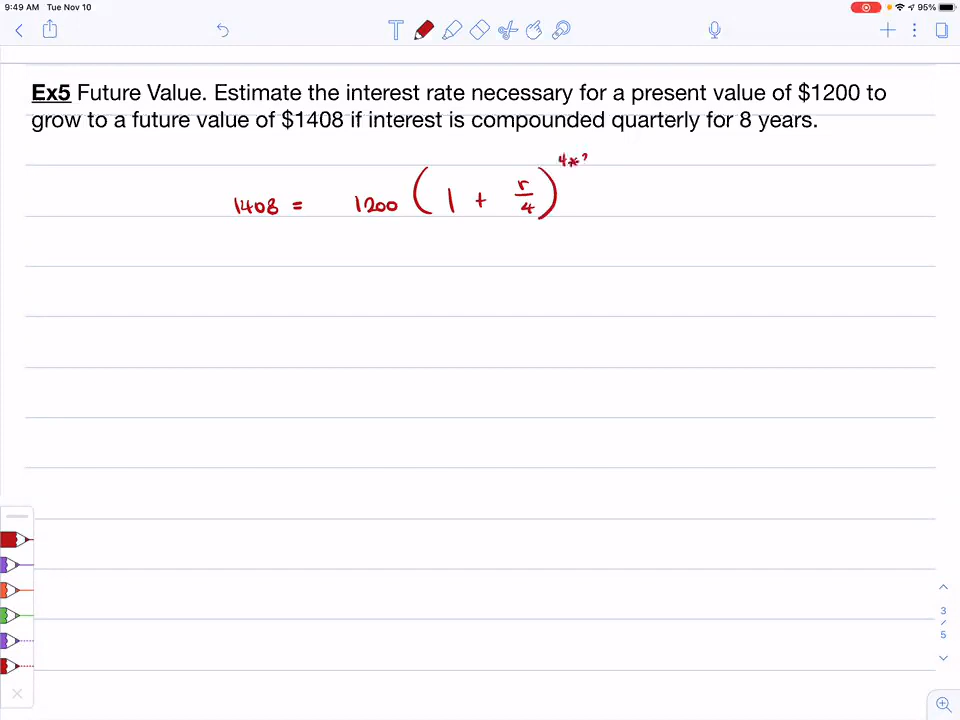 9:49 AM Tue Nov 10 95%
T
Ex5 Future Value. Estimate the interest rate necessary for a present value of $1200 to
grow to a future value of $1408 if interest is compounded quarterly for 8 years.
1408 = 1200 (1 + r/4)^4*
3
/
5